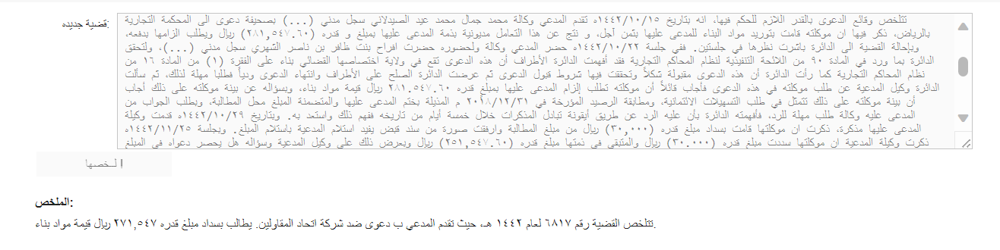 قضية جديده:
تتلخص وقائع الدعوى بالقدر اللازم للحكم فيها، انه بتاريخ ١٤٤٢/١٠/١٥ه تقدم المدعي وكالة محمد جمال محمد عيد الصيدلاني سجل مدني (...) بصحيفة دعوى الى المحكمة التجارية
بالرياض، ذكر فيها ان موكلته قامت بتوريد مواد البناء للمدعى عليها بثمن آجل، و نتج عن هذا التعامل مديونية بذمة المدعى عليها بمبلغ و قدره (٢٨١,٥٤٧.٦٠) ريال ويطلب الزامها بدفعه،
وبإحالة القضية الى الدائرة باشرت نظرها في جلستين. ففي جلسة ١٤٤٢/١٠/٢٢ه حضر المدعي وكالة ولحضوره حضرت افراح بنت ظافر بن ناصر الشهري سجل مدني (...)، ولتحقق
الدائرة بما ورد في المادة ٩٠ من اللائحة التنفيذية لنظام المحاكم التجارية فقد أفهمت الدائرة الأطراف أن هذه الدعوى تقع في ولاية اختصاصها القضائي بناء على الفقرة (١) من المادة ١٦ من
نظام المحاكم التجارية كما رأت الدائرة أن هذه الدعوى مقبولة شكلاً وتحققت فيها شروط قبول الدعوى ثم عرضت الدائرة الصلح على الأطراف وانتهاء الدعوى ودياً فطلبا مهلة لذلك، ثم سألت
الدائرة وكيل المدعية عن طلب موكلته في هذه الدعوى فأجاب قائلاً أن موكلته تطلب إلزام المدعى عليها بمبلغ قدره ٢٨١.٥٤٧.٦٠ ريال قيمة مواد بناء، وبسؤاله عن بينة موكلته على ذلك أجاب
أن بينة موكلته على ذلك تتمثل في طلب التسهيلات الائتمانية، ومطابقة الرصيد المؤرخة في ٢٠١٨/١٢/٣١ م المذيلة بختم المدعى عليها والمتضمنة المبلغ محل المطالبة، وبطلب الجواب من
المدعى عليه وكالة طلب مهلة للرد، فأفهمته الدائرة بأن عليه الرد عن طريق أيقونة تبادل المذكرات خلال خمسة أيام من تاريخه ففهم ذلك واستعد به. وبتاريخ ١٤٤٢/١٠/٢٩ه قدمت وكيلة
المدعى عليها مذكرة، ذكرت ان موكلتها قامت بسداد مبلغ قدره (٣٠,٠٠٠) ريال من مبلغ المطالبة وارفقت صورة من سند قبض يفيد استلام المدعية باستلام المبلغ. وبجلسة ١٤٤٢/١١/٢٥ه
ذكرت وكيلة المدعية ان موكلتها سددت مبلغ قدره (٣٠.٠٠٠) ريال والمتبقي في ذمتها مبلغ قدره (٢٥١,٥٤٧.٦٠) ريال وبعرض ذلك على وكيل المدعية وسؤاله هل يحصر دعواه في المبلغ
لـخصها !
الملخص:
تتلخص القضية رقم ٦٨١٧ لعام ١٤٤٢ هـ، حيث تقدم المدعي ب دعوى ضد شركة اتحاد المقاولين. يطالب بسداد مبلغ قدره ٢٧١,٥٤٧ ريال قيمة مواد بناء.